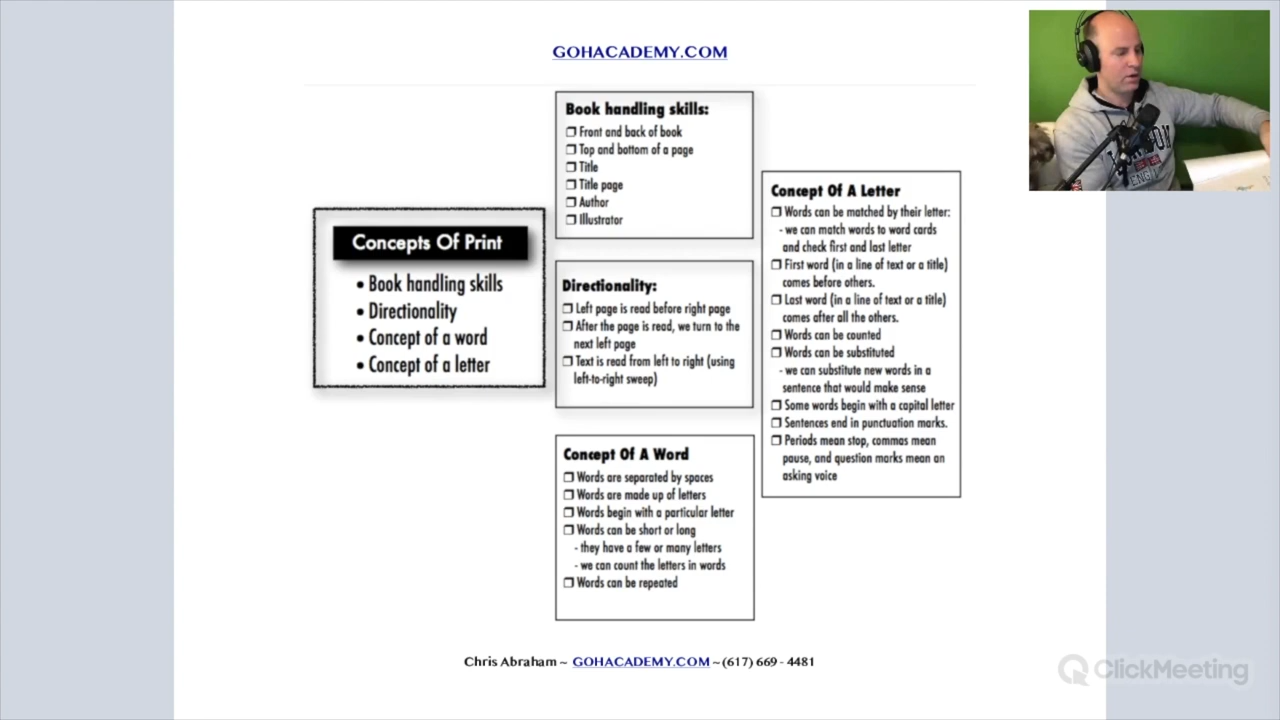 GOHACADEMY.COM
Concepts Of Print
• Book handling skills
• Directionality
• Concept of a word
• Concept of a letter
Book handling skills:
❒ Front and back of book
❒ Top and bottom of a page
❒ Title
❒ Title page
❒ Author
❒ Illustrator
Directionality:
❒ Left page is read before right page
❒ After the page is read, we turn to the
next left page
❒ Text is read from left to right (using
left-to-right sweep)
Concept Of A Word
❒ Words are separated by spaces
❒ Words are made up of letters
❒ Words begin with a particular letter
❒ Words can be short or long
- they have a few or many letters
- we can count the letters in words
❒ Words can be repeated
Concept Of A Letter
❒ Words can be matched by their letter:
- we can match words to word cards
and check first and last letter
❒ First word (in a line of text or a title)
comes before others.
❒ Last word (in a line of text or a title)
comes after all the others.
❒ Words can be counted
❒ Words can be substituted
- we can substitute new words in a
sentence that would make sense
❒ Some words begin with a capital letter
❒ Sentences end in punctuation marks.
❒ Periods mean stop, commas mean
pause, and question marks mean an
asking voice
Chris Abraham ~ GOHACADEMY.COM ~ (617) 669 - 4481
ClickMeeting